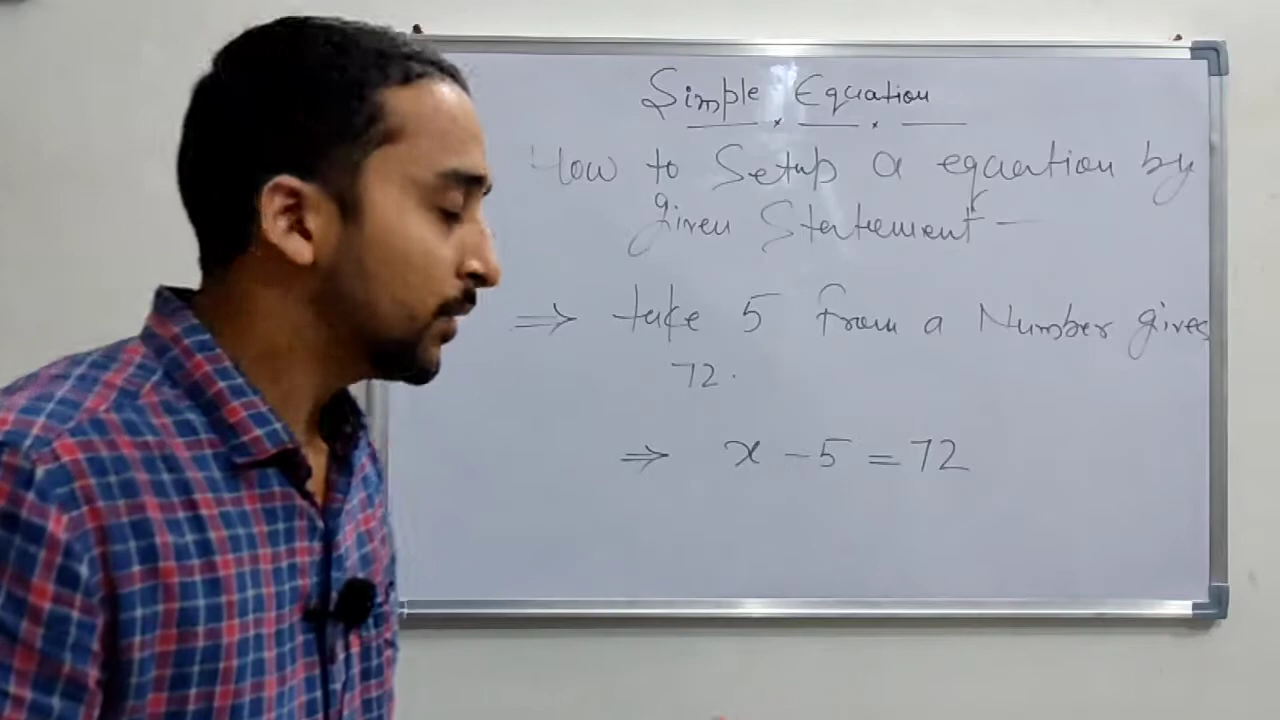 Simple Equation
How to Setup a equation by
given Statement -
⇒ take 5 from a Number gives
72.
⇒ x - 5 = 72